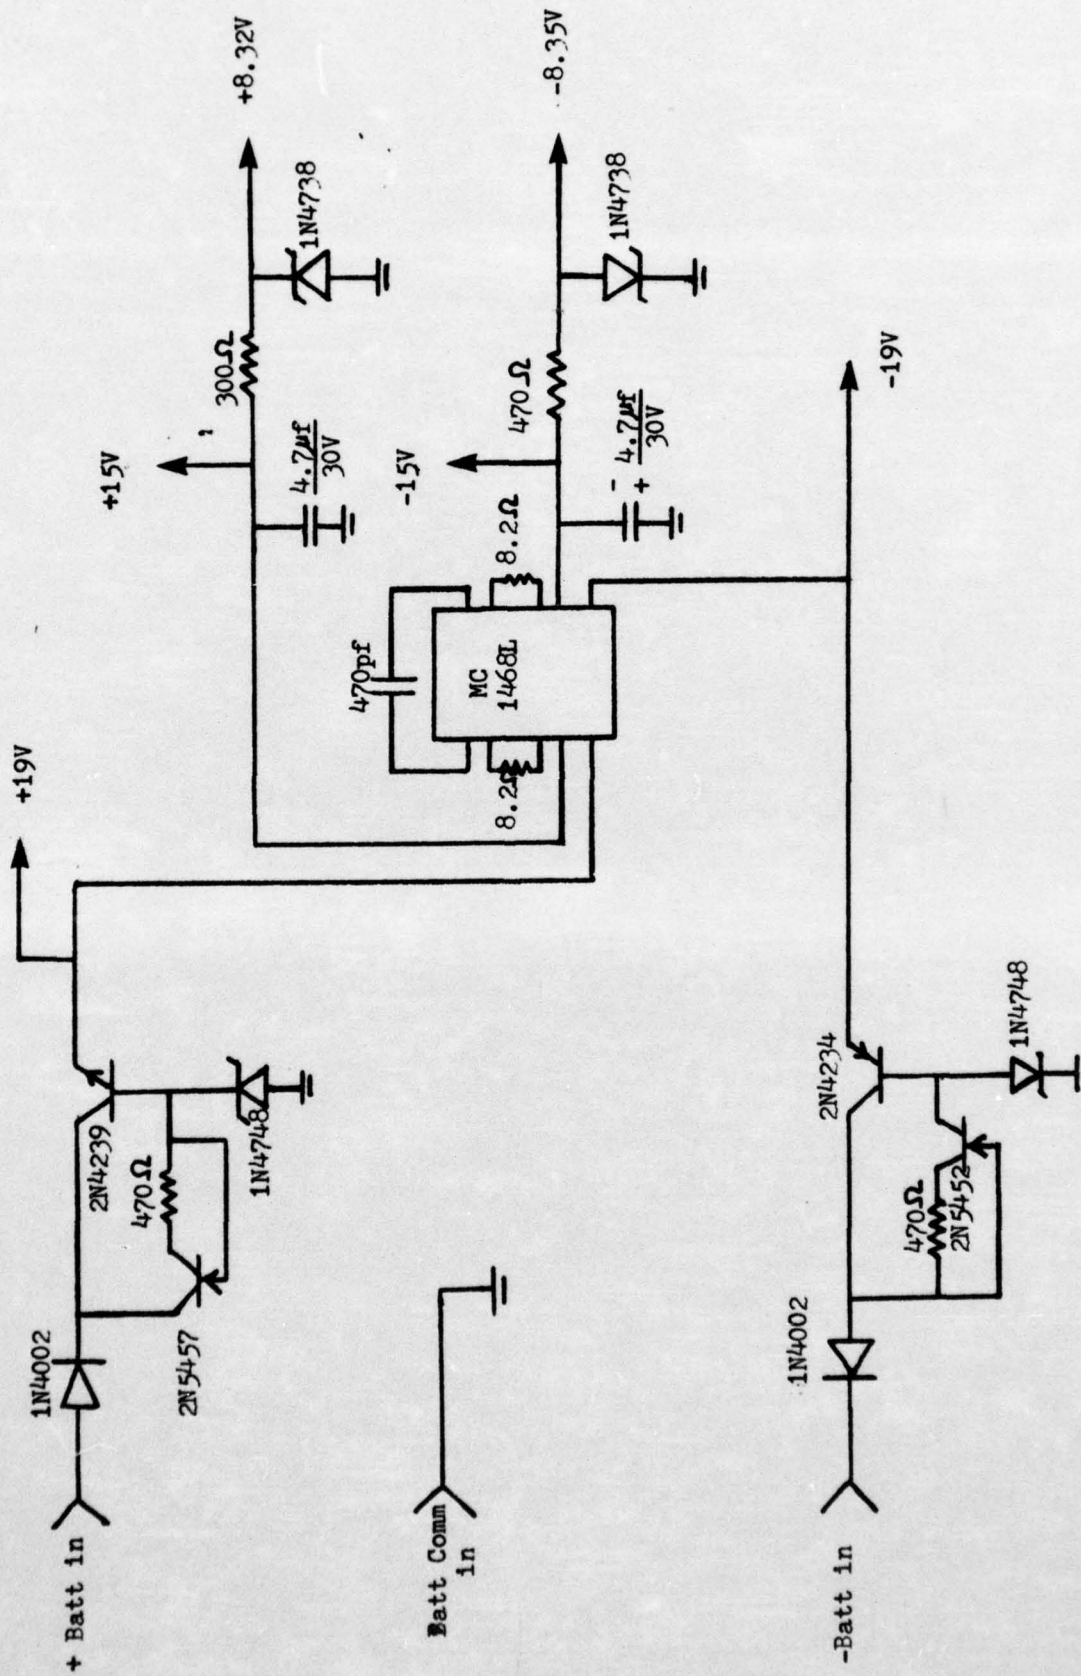 + Batt in
1N4002
2N5457
2N4239
470Ω
1N4748
+19V
Batt Comm
in
8.2Ω
470pf
MC
1468L
8.2Ω
+15V
4.7µf
30V
300Ω
1N4738
+8.32V
-15V
-
+
4.7µf
30V
470Ω
1N4738
-8.35V
-Batt in
1N4002
470Ω
2N5452
2N4234
1N4748
-19V